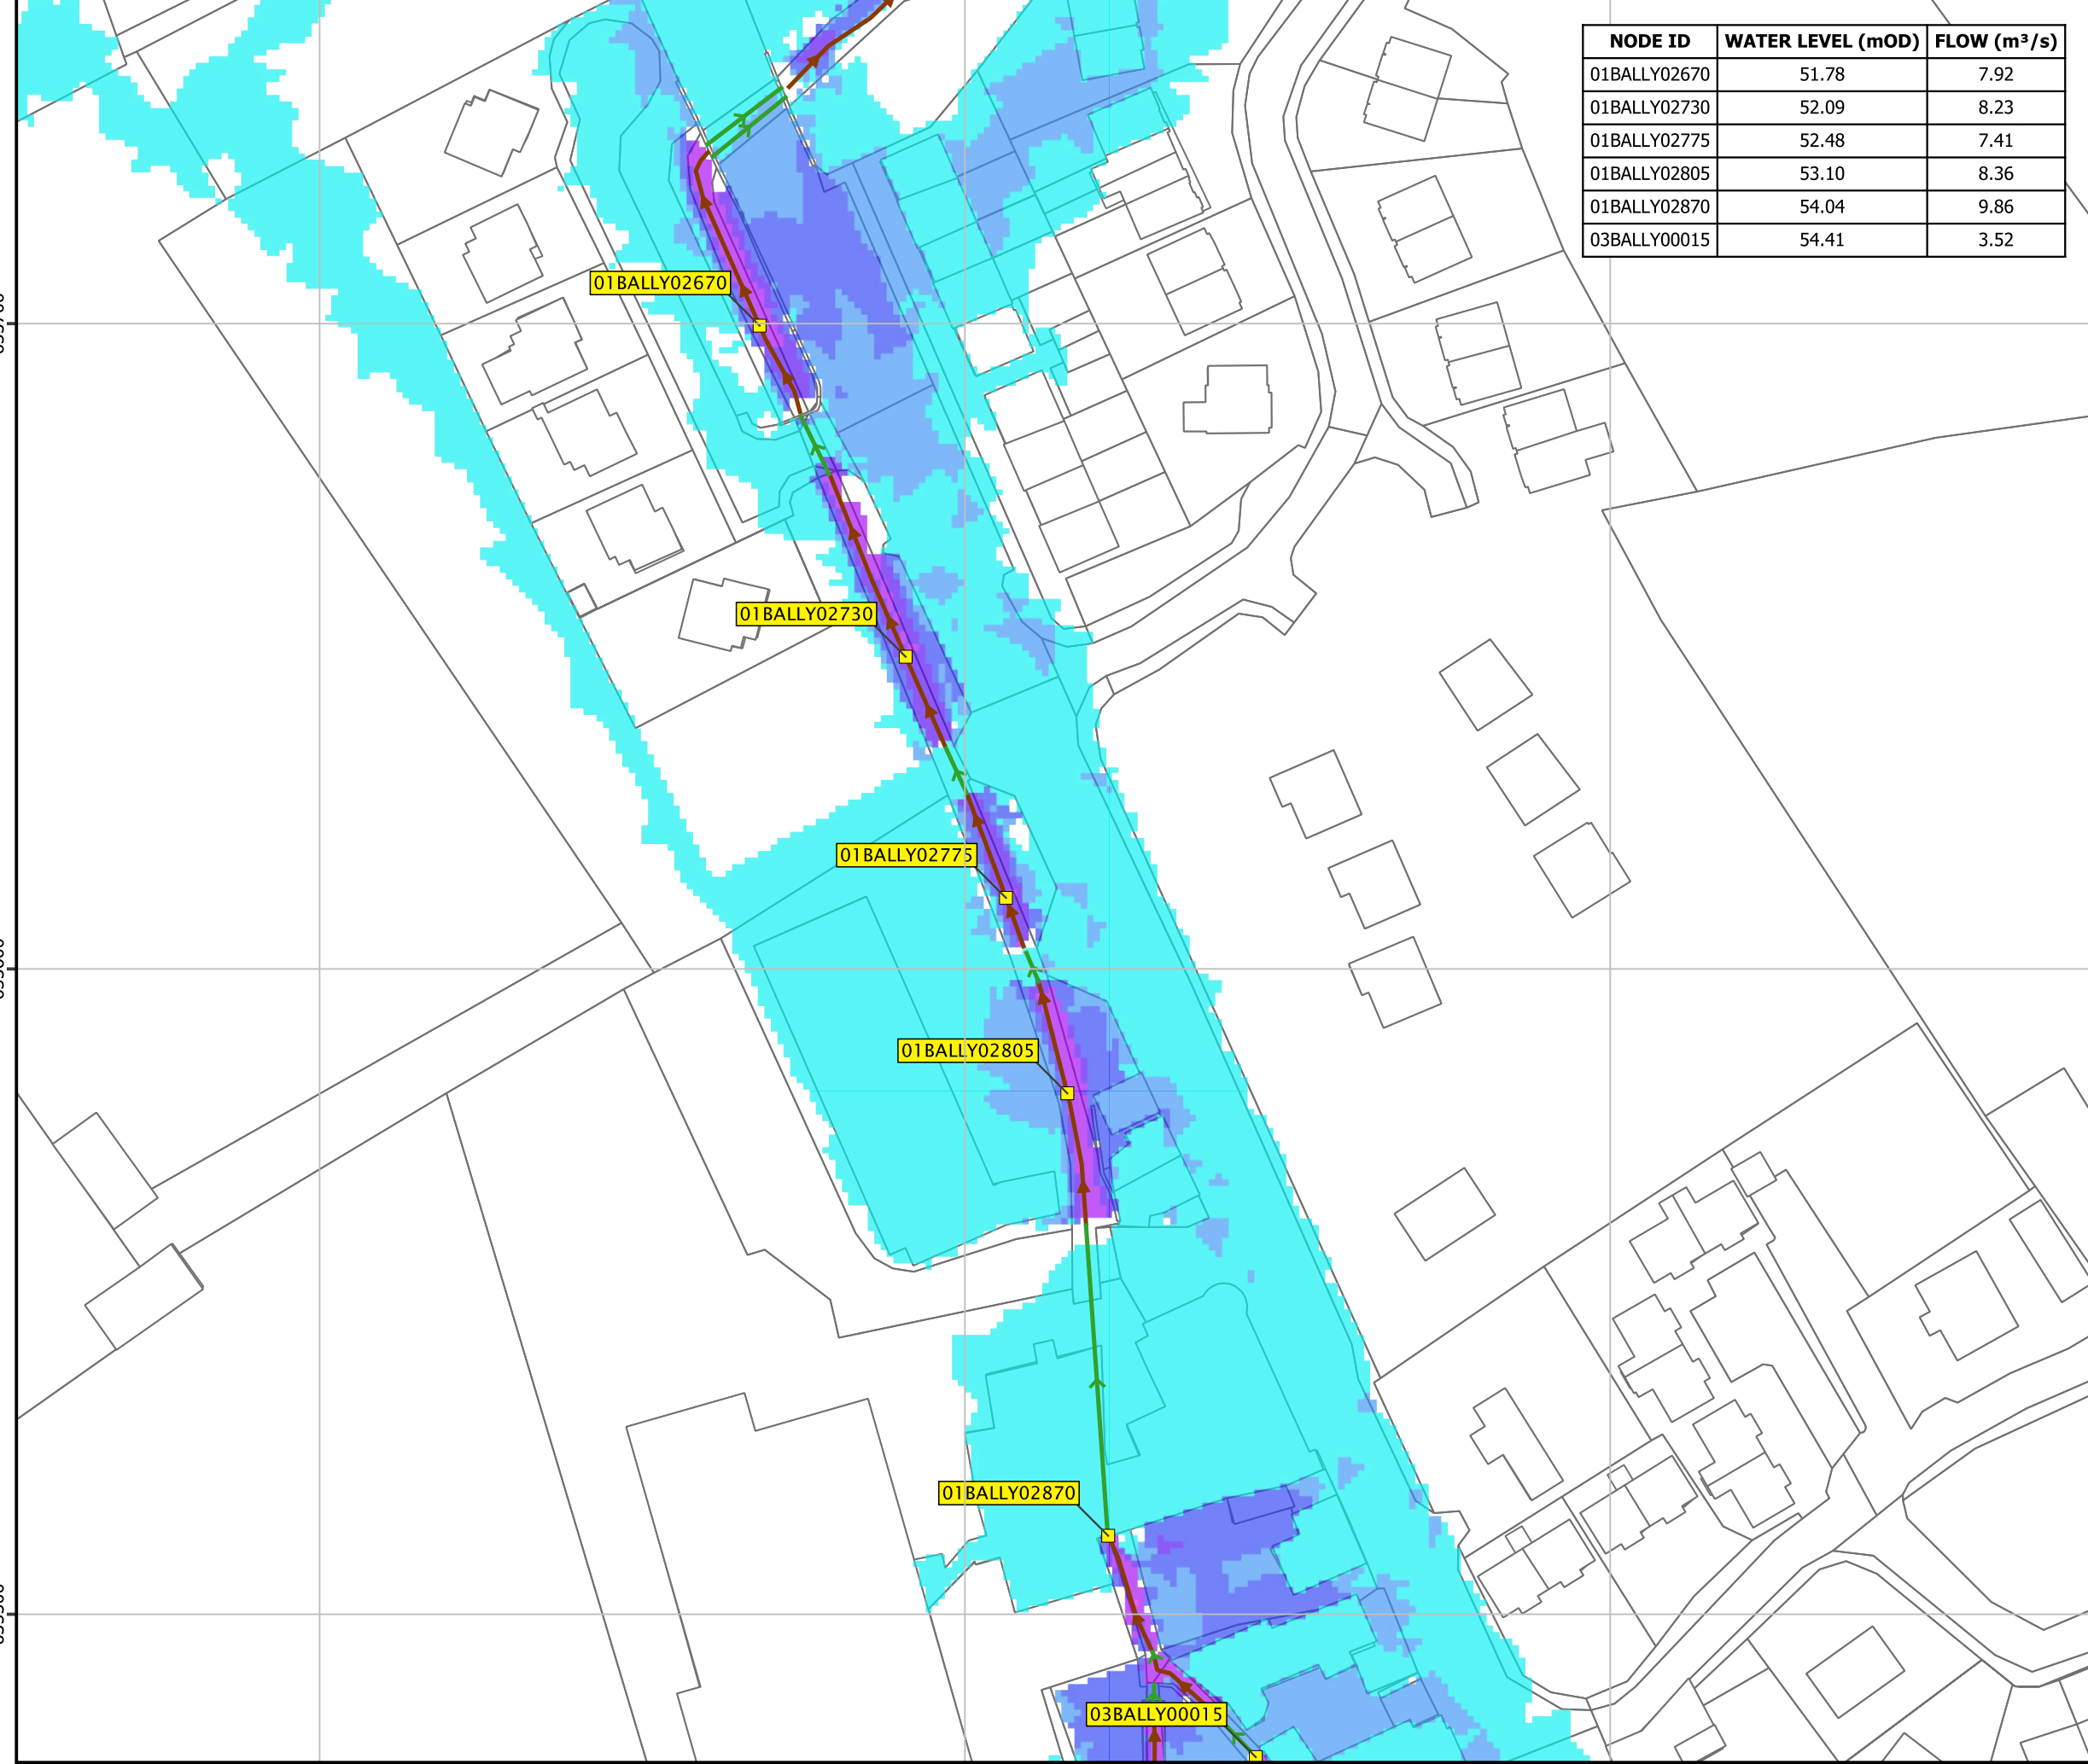 NODE ID WATER LEVEL (mOD) FLOW (m³/s)
01BALLY02670 51.78 7.92
01BALLY02730 52.09 8.23
01BALLY02775 52.48 7.41
01BALLY02805 53.10 8.36
01BALLY02870 54.04 9.86
03BALLY00015 54.41 3.52
01BALLY02670
01BALLY02730
01BALLY02775
01BALLY02805
01BALLY02870
03BALLY00015